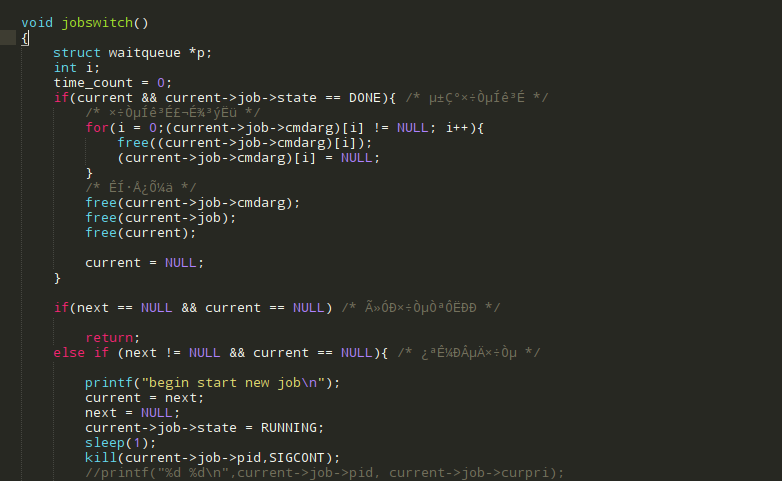 void jobswitch()
{
    struct waitqueue *p;
    int i;
    time_count = 0;
    if(current && current->job->state == DONE){ /* µ±Ç°×÷ÒµÍê³É */
        /* ×÷ÒµÍê³É£¬É¾³ýËü */
        for(i = 0;(current->job->cmdarg)[i] != NULL; i++){
            free((current->job->cmdarg)[i]);
            (current->job->cmdarg)[i] = NULL;
        }
        /* ÊÍ·Å¿Õ¼ä */
        free(current->job->cmdarg);
        free(current->job);
        free(current);

        current = NULL;
    }

    if(next == NULL && current == NULL) /* Ã»ÓÐ×÷ÒµÒªÔËÐÐ */

        return;
    else if (next != NULL && current == NULL){ /* ¿ªÊ¼ÐÂµÄ×÷Òµ */

        printf("begin start new job\n");
        current = next;
        next = NULL;
        current->job->state = RUNNING;
        sleep(1);
        kill(current->job->pid,SIGCONT);
        //printf("%d %d\n",current->job->pid, current->job->curpri);